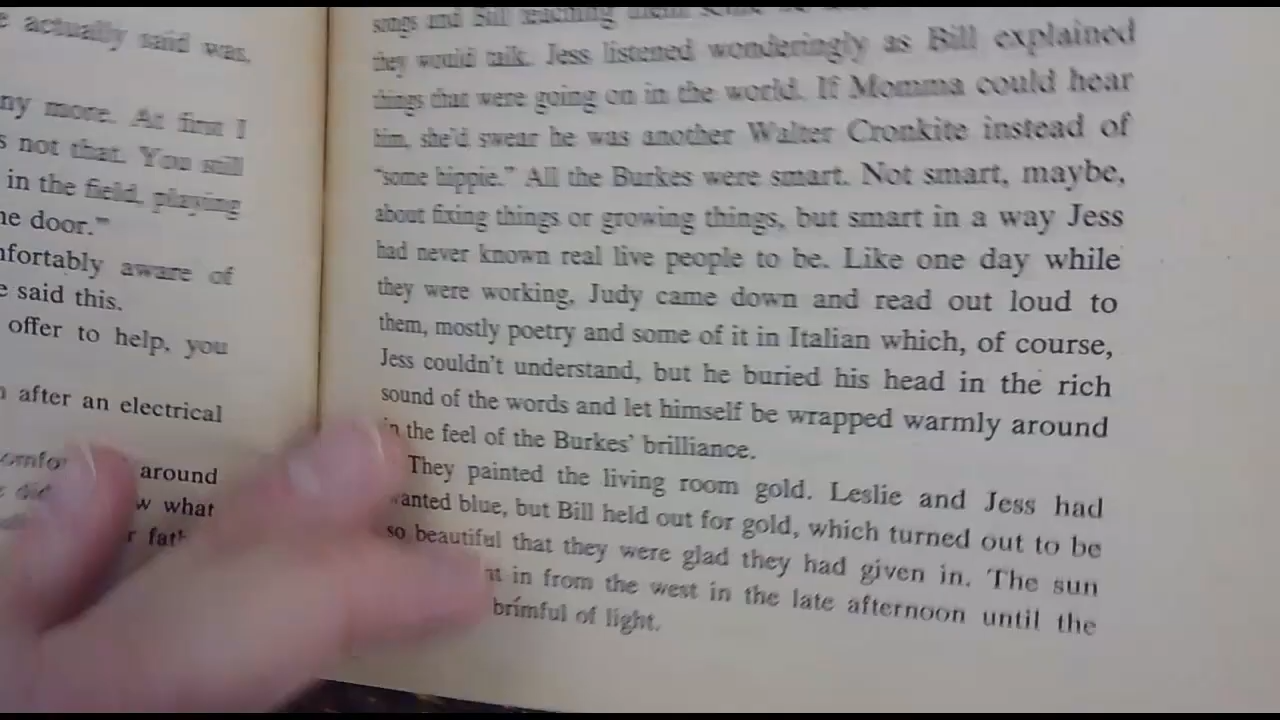 actually said was,
ny more. At first I
s not that. You still
in the field, playing
ne door."
nfortably aware of
e said this.
offer to help, you
after an electrical
around
w what
r fath
songs and Bill teaching them some
they would talk. Jess listened wonderingly as Bill explained
things that were going on in the world. If Momma could hear
him, she'd swear he was another Walter Cronkite instead of
"some hippie." All the Burkes were smart. Not smart, maybe,
about fixing things or growing things, but smart in a way Jess
had never known real live people to be. Like one day while
they were working, Judy came down and read out loud to
them, mostly poetry and some of it in Italian which, of course,
Jess couldn't understand, but he buried his head in the rich
sound of the words and let himself be wrapped warmly around
in the feel of the Burkes' brilliance.
They painted the living room gold. Leslie and Jess had
wanted blue, but Bill held out for gold, which turned out to be
so beautiful that they were glad they had given in. The sun
in from the west in the late afternoon until the
brimful of light.